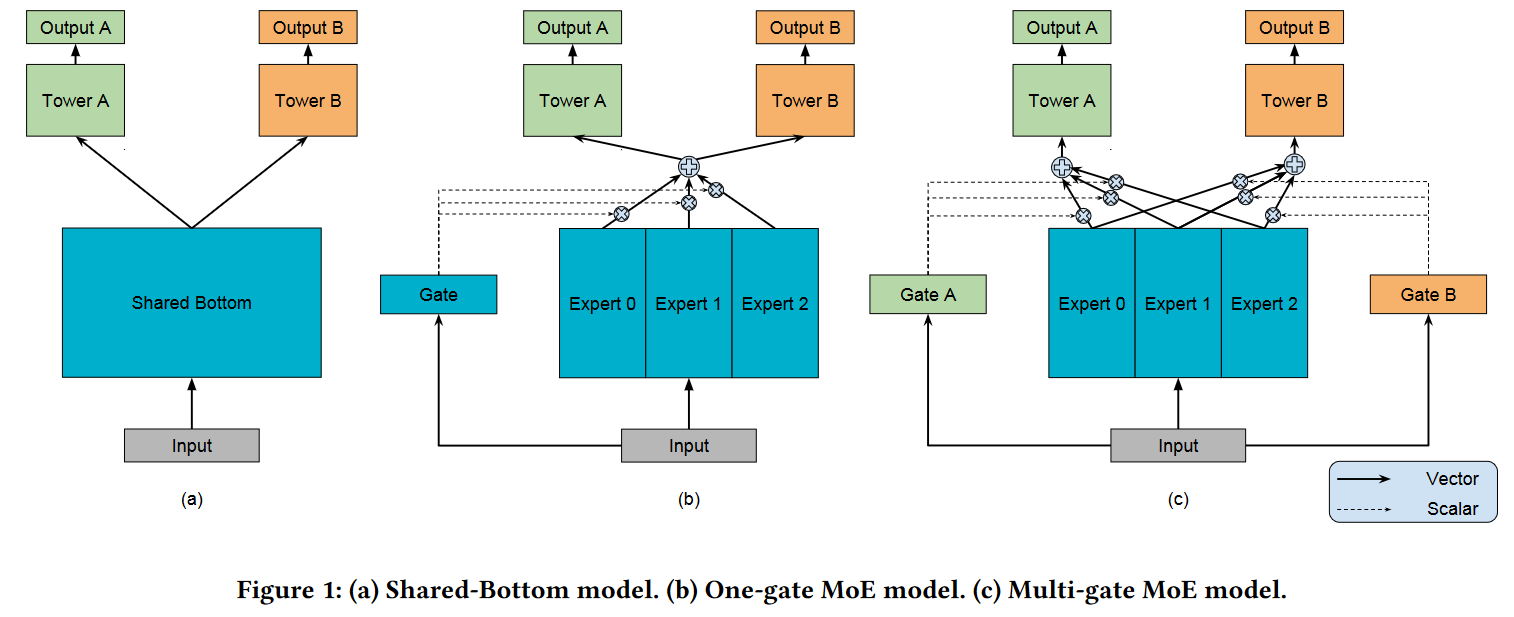 Output A
Output B
Tower A
Tower B
Shared Bottom
Input
(a)
Output A
Output B
Tower A
Tower B
Gate
Expert 0
Expert 1
Expert 2
Input
(b)
Output A
Output B
Tower A
Tower B
Gate A
Expert 0
Expert 1
Expert 2
Gate B
Input
(c)
Vector
Scalar
Figure 1: (a) Shared-Bottom model. (b) One-gate MoE model. (c) Multi-gate MoE model.